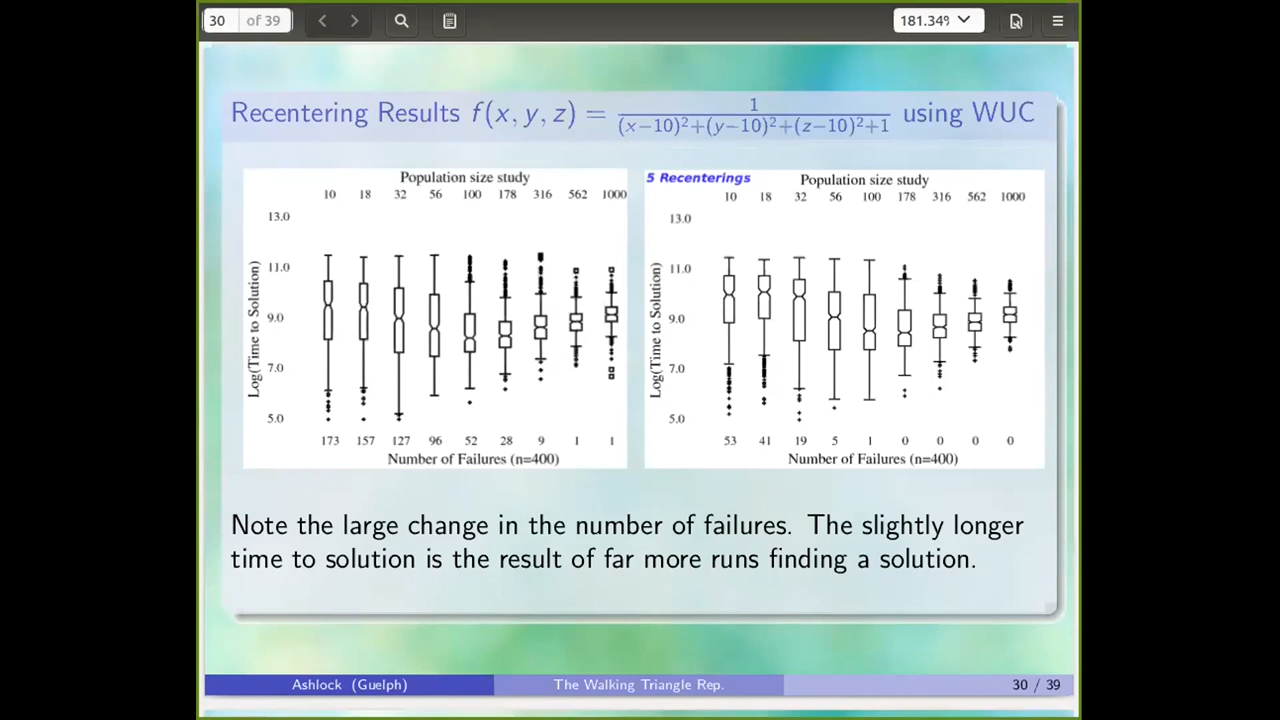 30 of 39 181.34%
Recentering Results f(x, y, z) = 1 / (x−10)²+(y−10)²+(z−10)²+1 using WUC
Population size study
10 18 32 56 100 178 316 562 1000
13.0
11.0
9.0
7.0
5.0
Log(Time to Solution)
173 157 127 96 52 28 9 1 1
Number of Failures (n=400)
5 Recenterings
Population size study
10 18 32 56 100 178 316 562 1000
13.0
11.0
9.0
7.0
5.0
Log(Time to Solution)
53 41 19 5 1 0 0 0 0
Number of Failures (n=400)
Note the large change in the number of failures. The slightly longer
time to solution is the result of far more runs finding a solution.
Ashlock (Guelph) The Walking Triangle Rep. 30 / 39